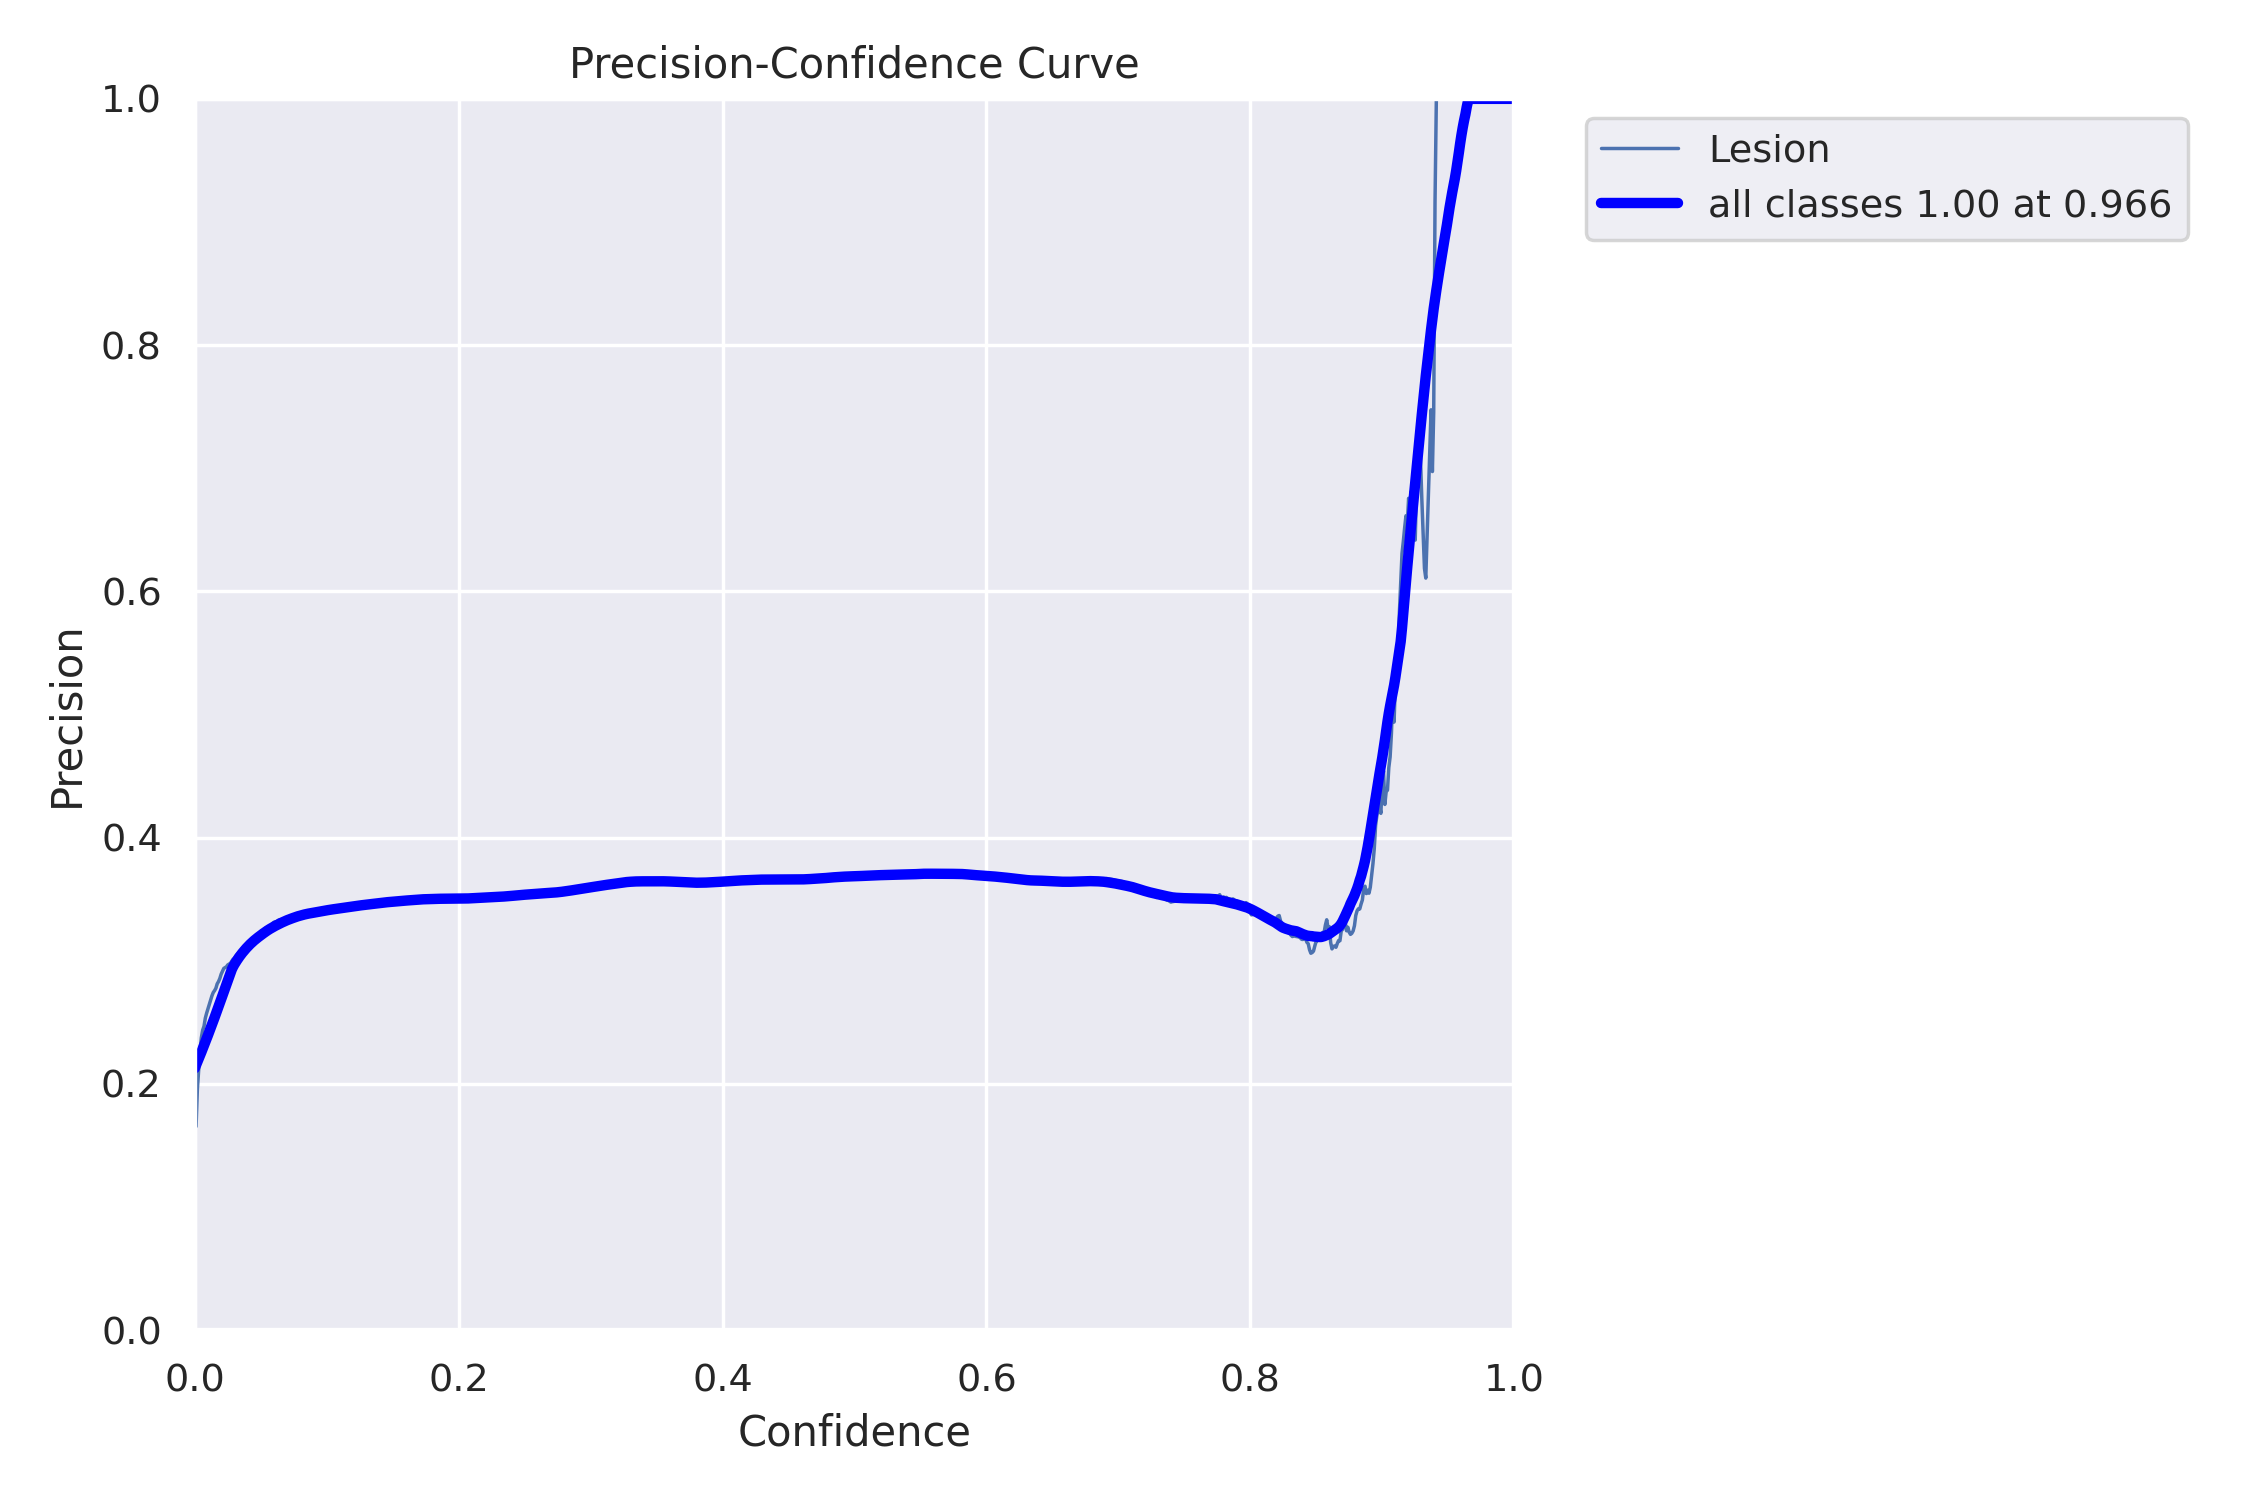 Precision-Confidence Curve
1.0
0.8
0.6
0.4
0.2
0.0
Precision
0.0 0.2 0.4 0.6 0.8 1.0
Confidence
Lesion
all classes 1.00 at 0.966